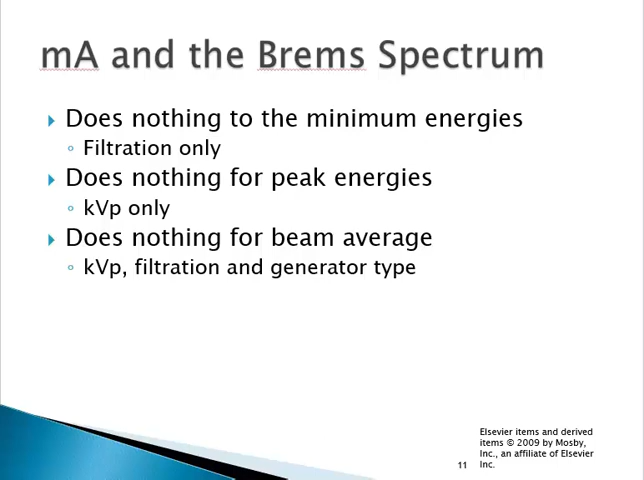 mA and the Brems Spectrum
Does nothing to the minimum energies
Filtration only
Does nothing for peak energies
kVp only
Does nothing for beam average
kVp, filtration and generator type
Elsevier items and derived
items © 2009 by Mosby,
Inc., an affiliate of Elsevier
11 Inc.